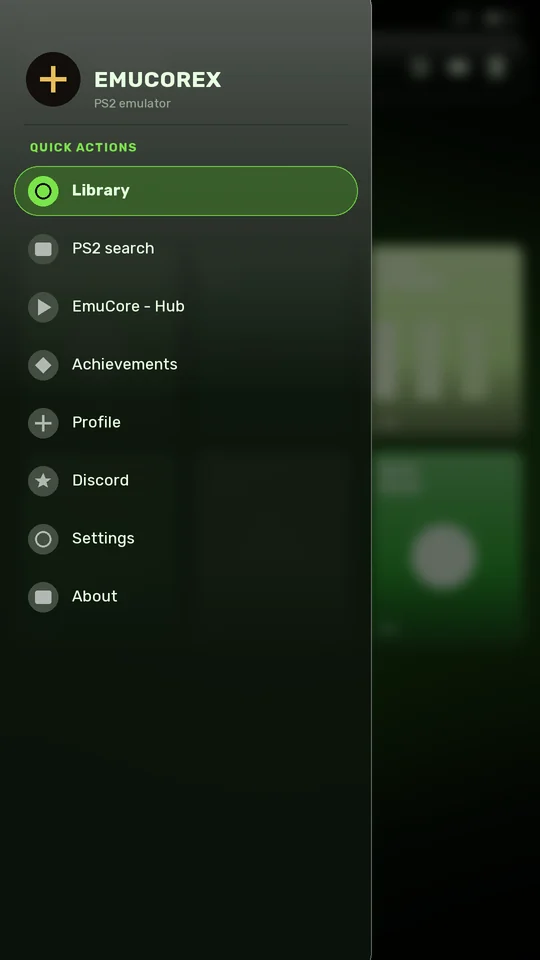 EMUCOREX
PS2 emulator
QUICK ACTIONS
Library
PS2 search
EmuCore - Hub
Achievements
Profile
Discord
Settings
About